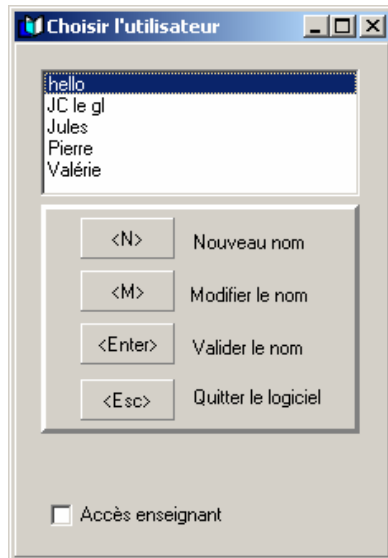 Choisir l'utilisateur
hello
JC le gl
Jules
Pierre
Valérie
<N> Nouveau nom
<M> Modifier le nom
<Enter> Valider le nom
<Esc> Quitter le logiciel
Accès enseignant